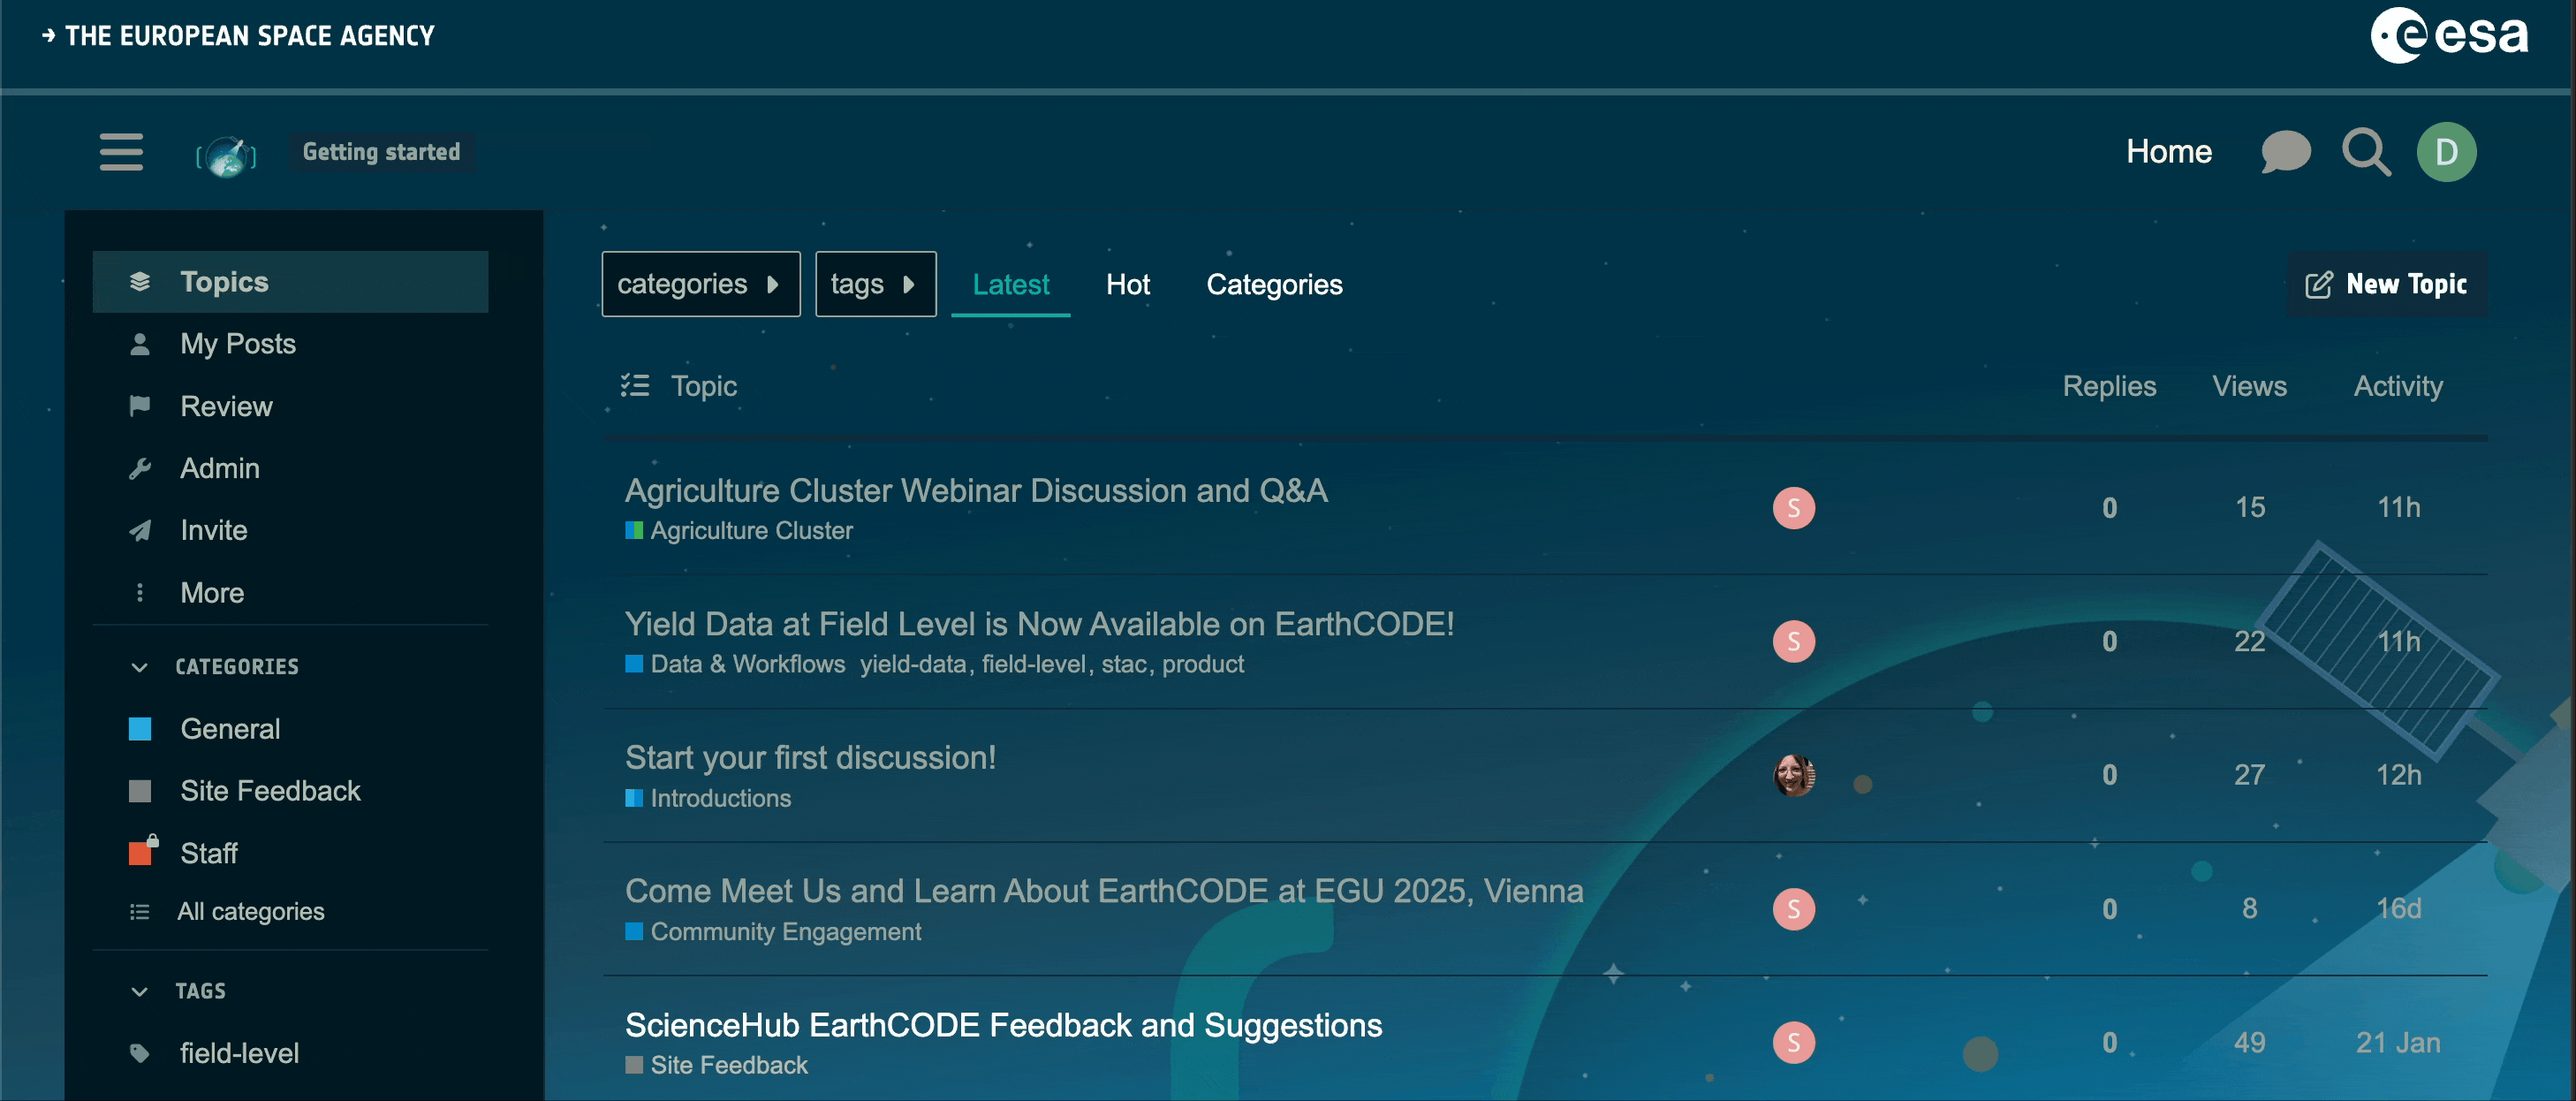 THE EUROPEAN SPACE AGENCY
esa
Getting started
Home
D
Topics
My Posts
Review
Admin
Invite
More
CATEGORIES
General
Site Feedback
Staff
All categories
TAGS
field-level
categories
tags
Latest
Hot
Categories
New Topic
Topic Replies Views Activity
Agriculture Cluster Webinar Discussion and Q&A
Agriculture Cluster
S 0 15 11h
Yield Data at Field Level is Now Available on EarthCODE!
Data & Workflows yield-data, field-level, stac, product
S 0 22 11h
Start your first discussion!
Introductions
0 27 12h
Come Meet Us and Learn About EarthCODE at EGU 2025, Vienna
Community Engagement
S 0 8 16d
ScienceHub EarthCODE Feedback and Suggestions
Site Feedback
S 0 49 21 Jan